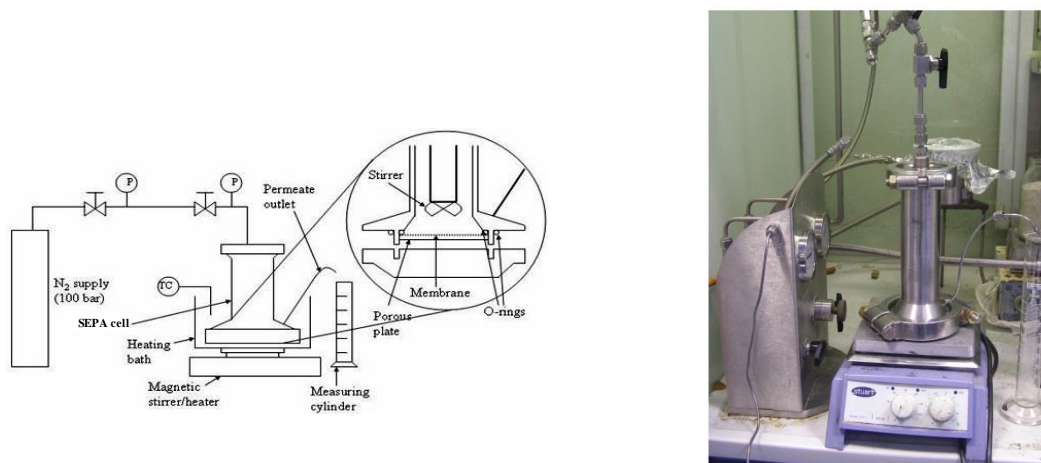 P
P
Permeate
outlet
Stirrer
N2 supply
(100 bar)
TC
SEPA cell
Heating
bath
Membrane
Porous
plate
O-rings
Magnetic
stirrer/heater
Measuring
cylinder
stuart